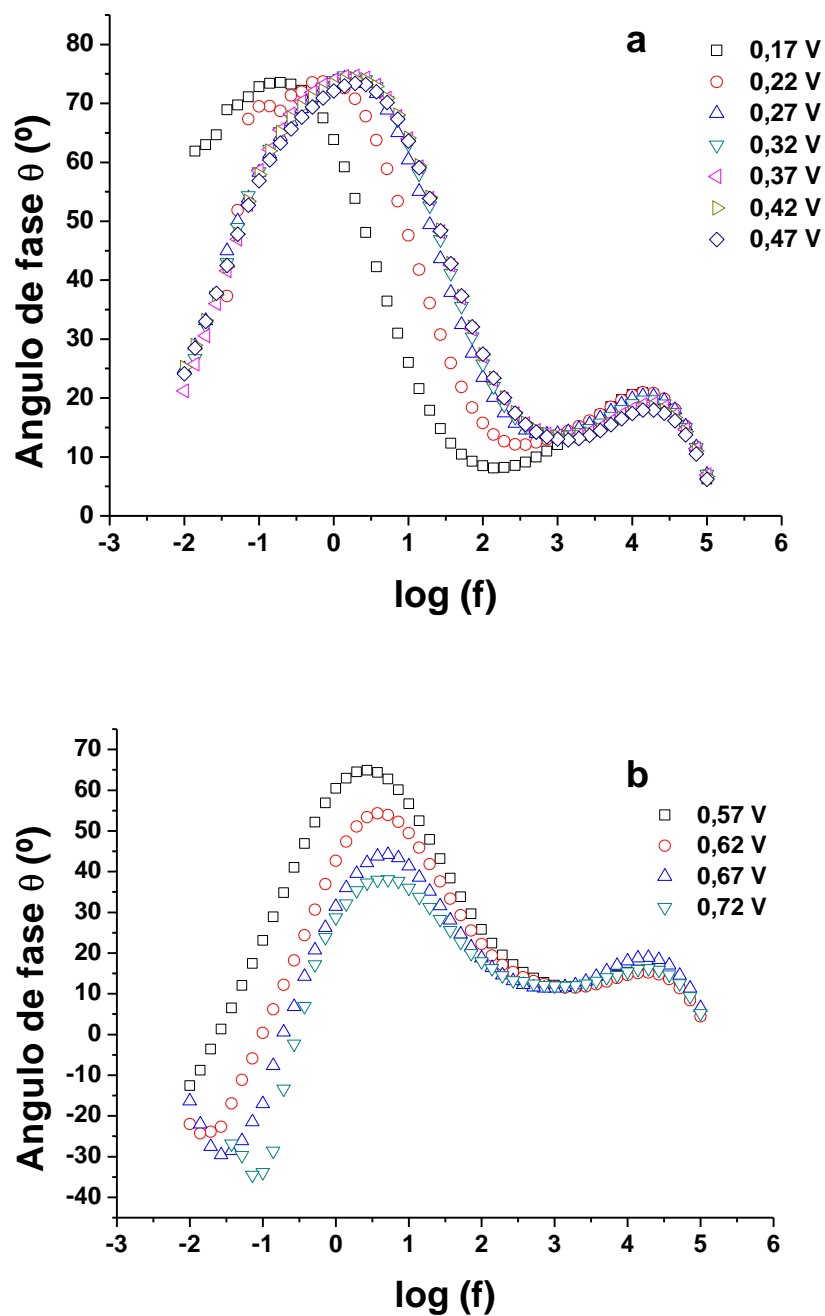 a
0,17 V
0,22 V
0,27 V
0,32 V
0,37 V
0,42 V
0,47 V
Angulo de fase θ (º)
80
70
60
50
40
30
20
10
0
-3 -2 -1 0 1 2 3 4 5 6
log (f)
b
0,57 V
0,62 V
0,67 V
0,72 V
Angulo de fase θ (º)
70
60
50
40
30
20
10
0
-10
-20
-30
-40
-3 -2 -1 0 1 2 3 4 5 6
log (f)